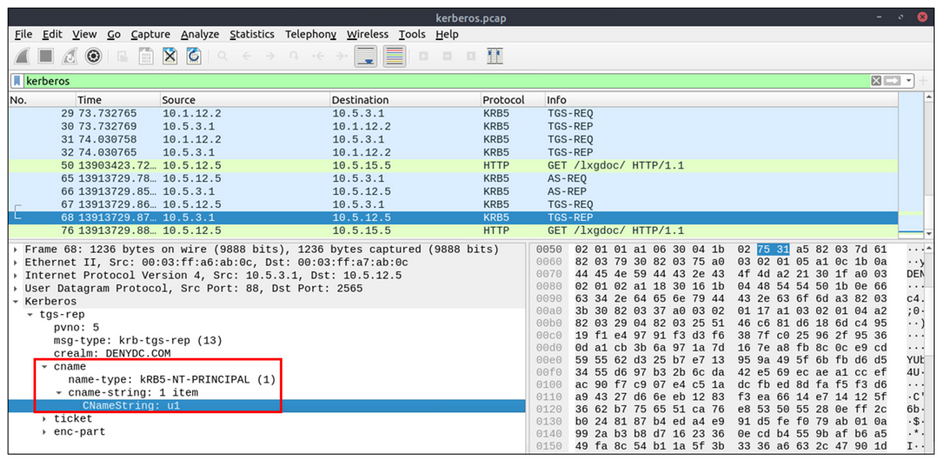 kerberos.pcap
File Edit View Go Capture Analyze Statistics Telephony Wireless Tools Help
kerberos
No. Time Source Destination Protocol Info
29 73.732765 10.1.12.2 10.5.3.1 KRB5 TGS-REQ
30 73.732769 10.5.3.1 10.1.12.2 KRB5 TGS-REP
31 74.030758 10.1.12.2 10.5.3.1 KRB5 TGS-REQ
32 74.030765 10.5.3.1 10.1.12.2 KRB5 TGS-REP
50 13903423.72… 10.5.12.5 10.5.15.5 HTTP GET /lxgdoc/ HTTP/1.1
65 13913729.78… 10.5.12.5 10.5.3.1 KRB5 AS-REQ
66 13913729.85… 10.5.3.1 10.5.12.5 KRB5 AS-REP
67 13913729.86… 10.5.12.5 10.5.3.1 KRB5 TGS-REQ
68 13913729.87… 10.5.3.1 10.5.12.5 KRB5 TGS-REP
76 13913729.88… 10.5.12.5 10.5.15.5 HTTP GET /lxgdoc/ HTTP/1.1
Frame 68: 1236 bytes on wire (9888 bits), 1236 bytes captured (9888 bits)
Ethernet II, Src: 00:03:ff:a6:ab:0c, Dst: 00:03:ff:a7:ab:0c
Internet Protocol Version 4, Src: 10.5.3.1, Dst: 10.5.12.5
User Datagram Protocol, Src Port: 88, Dst Port: 2565
Kerberos
tgs-rep
pvno: 5
msg-type: krb-tgs-rep (13)
crealm: DENYDC.COM
cname
name-type: kRB5-NT-PRINCIPAL (1)
cname-string: 1 item
CNameString: u1
ticket
enc-part
0050 02 01 01 a1 06 30 04 1b 02 75 31 a5 82 03 7d 61
0060 82 03 79 30 82 03 75 a0 03 02 01 05 a1 0c 1b 0a ··y
0070 44 45 4e 59 44 43 2e 43 4f 4d a2 21 30 1f a0 03 DEN
0080 02 01 02 a1 18 30 16 1b 04 48 54 54 50 1b 0e 66
0090 63 34 2e 64 65 6e 79 44 43 2e 63 6f 6d a3 82 03 c4.
00a0 3b 30 82 03 37 a0 03 02 01 17 a1 03 02 01 04 a2 ;0·
00b0 82 03 29 04 82 03 25 51 46 c6 81 d6 18 6d c4 95 ··)
00c0 19 f1 e4 97 91 f3 d3 f6 38 7f c0 25 96 2f 95 36
00d0 0d a1 cb 3b 6a 97 1a 7d 16 7e a8 fb 8c 0c e9 cd
00e0 59 55 62 d3 25 b7 e7 13 95 9a 49 5f 6b fb d6 d5 YUb
00f0 34 55 d6 97 b3 2b 6c da 42 e5 69 ec ae a1 cc ef 4U·
0100 ac 90 f7 c9 07 e4 c5 1a dc fb ed 8d fa f5 f3 d6
0110 a9 43 27 d6 6e eb 12 83 f3 ea 66 14 e7 14 12 5f ·C'
0120 36 62 b7 75 65 51 ca 76 e8 53 50 55 28 0e ff 2c 6b·
0130 b0 24 81 87 b4 ed a4 e9 91 d5 fe f0 79 ab 01 0a ·$·
0140 99 2a b3 b8 d7 16 23 36 0e cd b4 55 9b af b6 a5 ·*·
0150 49 fa 8c 54 b1 1a 5f 3b 33 36 a6 63 2c 47 90 1d I··